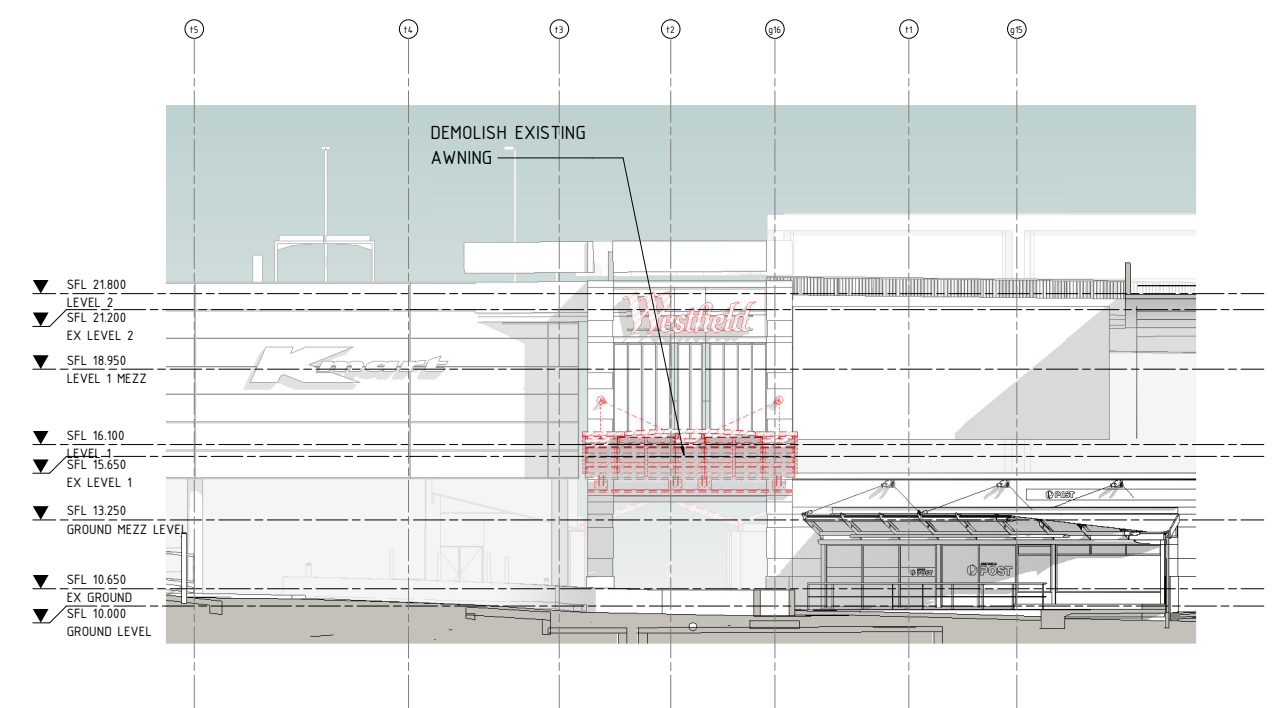 t5 t4 t3 t2 g16 t1 g15
DEMOLISH EXISTING
AWNING
SFL 21.800
LEVEL 2
SFL 21.200
EX LEVEL 2
SFL 18.950
LEVEL 1 MEZZ
SFL 16.100
LEVEL 1
SFL 15.650
EX LEVEL 1
SFL 13.250
GROUND MEZZ LEVEL
SFL 10.650
EX GROUND
SFL 10.000
GROUND LEVEL
Westfield
Kmart
POST
POST
POST